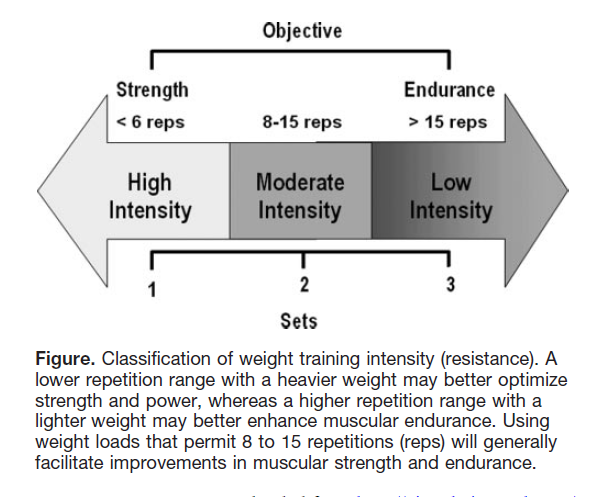 Objective
Strength Endurance
< 6 reps 8-15 reps > 15 reps
High Moderate Low
Intensity Intensity Intensity
1 2 3
Sets
Figure. Classification of weight training intensity (resistance). A
lower repetition range with a heavier weight may better optimize
strength and power, whereas a higher repetition range with a
lighter weight may better enhance muscular endurance. Using
weight loads that permit 8 to 15 repetitions (reps) will generally
facilitate improvements in muscular strength and endurance.